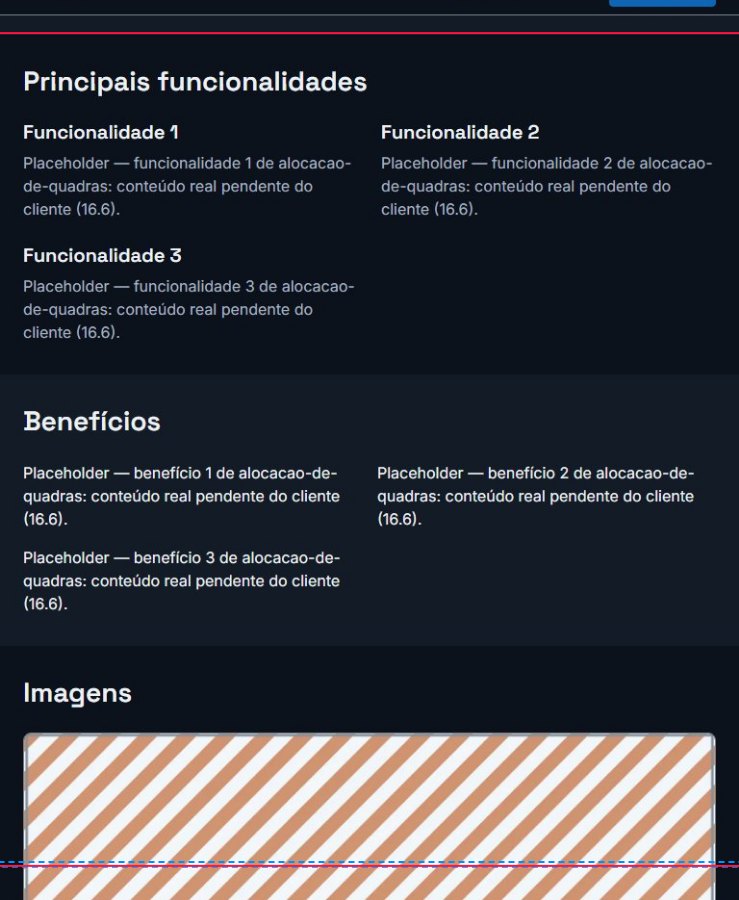 Principais funcionalidades
Funcionalidade 1
Placeholder — funcionalidade 1 de alocacao-
de-quadras: conteúdo real pendente do
cliente (16.6).
Funcionalidade 2
Placeholder — funcionalidade 2 de alocacao-
de-quadras: conteúdo real pendente do
cliente (16.6).
Funcionalidade 3
Placeholder — funcionalidade 3 de alocacao-
de-quadras: conteúdo real pendente do
cliente (16.6).
Benefícios
Placeholder — benefício 1 de alocacao-de-
quadras: conteúdo real pendente do cliente
(16.6).
Placeholder — benefício 2 de alocacao-de-
quadras: conteúdo real pendente do cliente
(16.6).
Placeholder — benefício 3 de alocacao-de-
quadras: conteúdo real pendente do cliente
(16.6).
Imagens